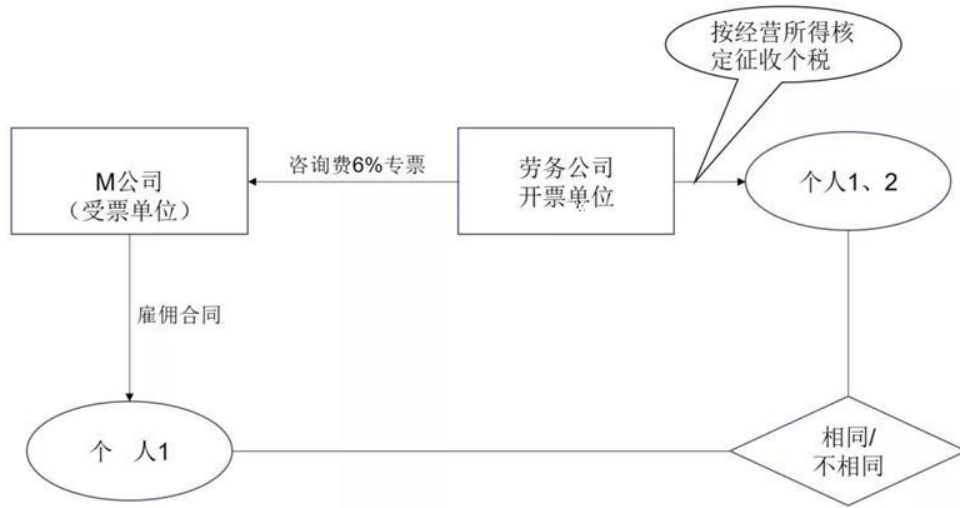 按经营所得核
定征收个税
咨询费6%专票
M公司
（受票单位）
劳务公司
开票单位
个人1、2
雇佣合同
个 人1
相同/
不相同